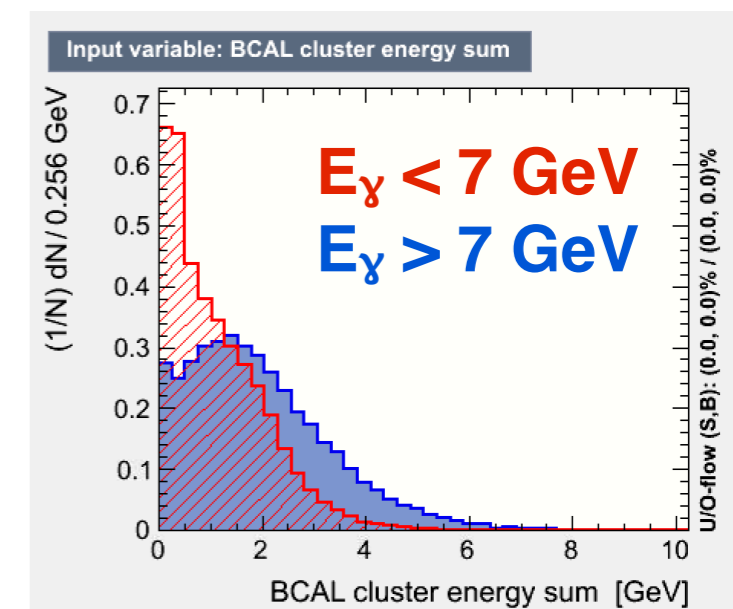 Input variable: BCAL cluster energy sum
(1/N) dN / 0.256 GeV
0.7
0.6
0.5
0.4
0.3
0.2
0.1
0
Eγ < 7 GeV
Eγ > 7 GeV
U/O-flow (S,B): (0.0, 0.0)% / (0.0, 0.0)%
0 2 4 6 8 10
BCAL cluster energy sum [GeV]